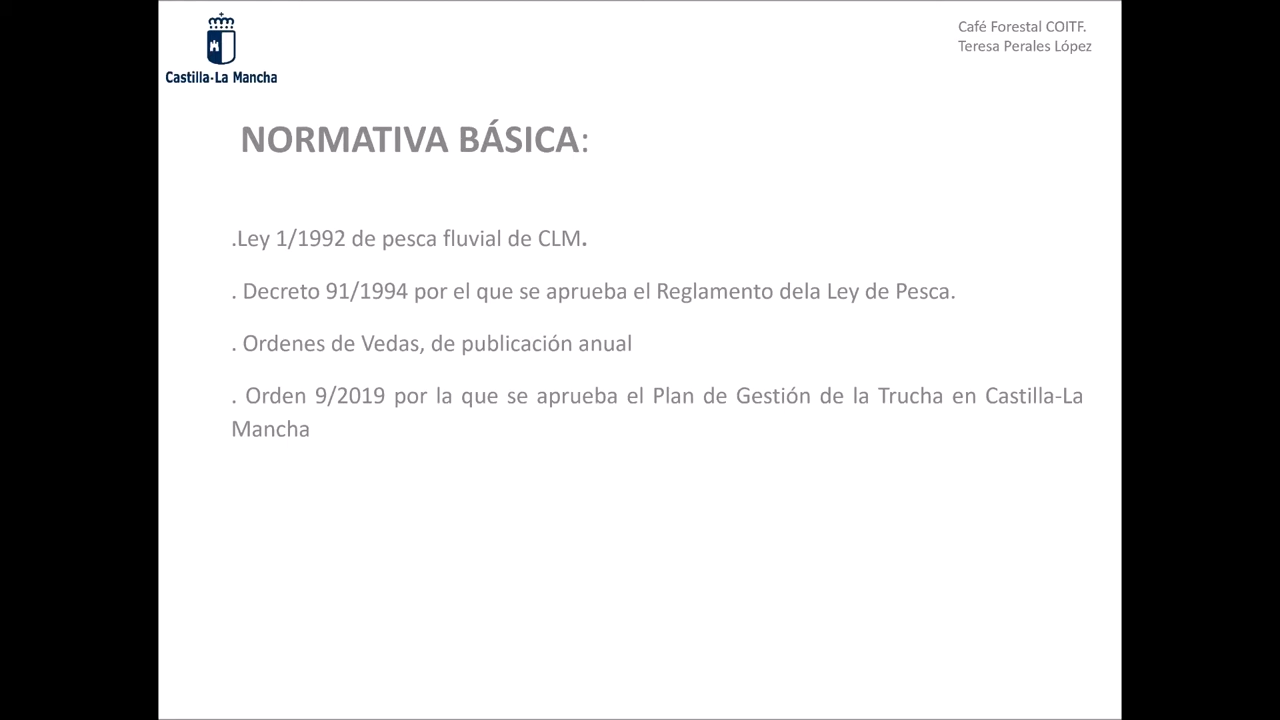 Castilla-La Mancha
Café Forestal COITF.
Teresa Perales López
NORMATIVA BÁSICA:
.Ley 1/1992 de pesca fluvial de CLM.
. Decreto 91/1994 por el que se aprueba el Reglamento dela Ley de Pesca.
. Ordenes de Vedas, de publicación anual
. Orden 9/2019 por la que se aprueba el Plan de Gestión de la Trucha en Castilla-La
Mancha